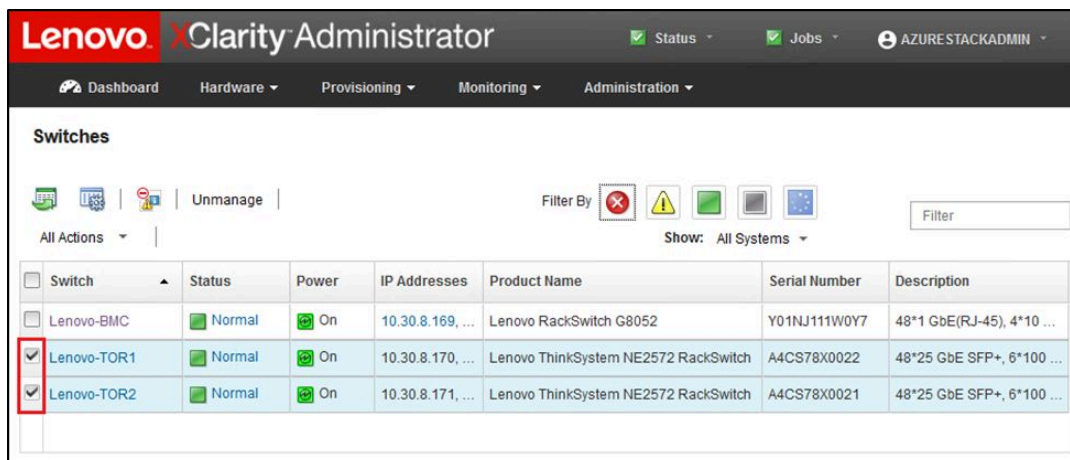 Lenovo. XClarity Administrator Status Jobs AZURESTACKADMIN
Dashboard Hardware Provisioning Monitoring Administration
Switches
Unmanage Filter By Filter
All Actions Show: All Systems
Switch Status Power IP Addresses Product Name Serial Number Description
Lenovo-BMC Normal On 10.30.8.169, ... Lenovo RackSwitch G8052 Y01NJ111W0Y7 48*1 GbE(RJ-45), 4*10 ...
Lenovo-TOR1 Normal On 10.30.8.170, ... Lenovo ThinkSystem NE2572 RackSwitch A4CS78X0022 48*25 GbE SFP+, 6*100 ...
Lenovo-TOR2 Normal On 10.30.8.171, ... Lenovo ThinkSystem NE2572 RackSwitch A4CS78X0021 48*25 GbE SFP+, 6*100 ...